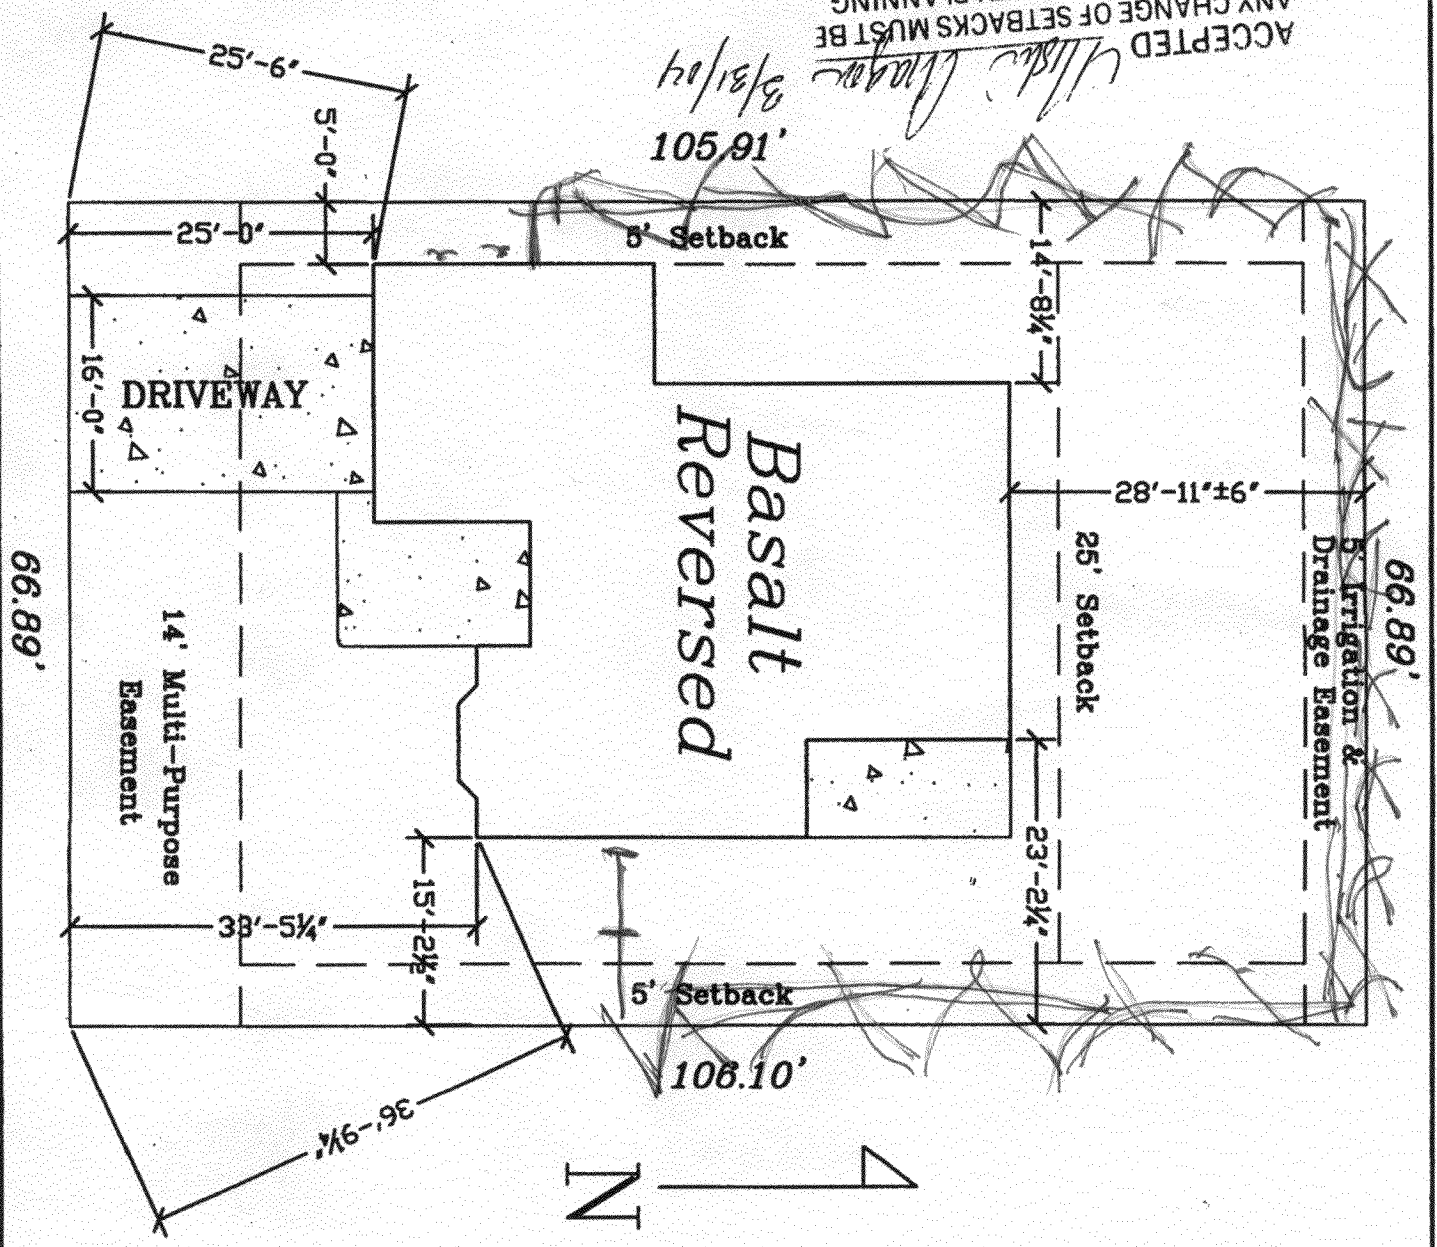 ACCEPTED
ANY CHANGE OF SETBACKS MUST BE
3/31/04
25'-6"
5'-0"
105.91'
25'-0"
5' Setback
14'-8¼"
16'-0"
DRIVEWAY
Basalt
Reversed
28'-11"±6"
25' Setback
5' Irrigation &
Drainage Easement
66.89'
66.89'
14' Multi-Purpose
Easement
33'-5¼"
15'-2½"
23'-2¼"
5' Setback
106.10'
36'-9¼"
N